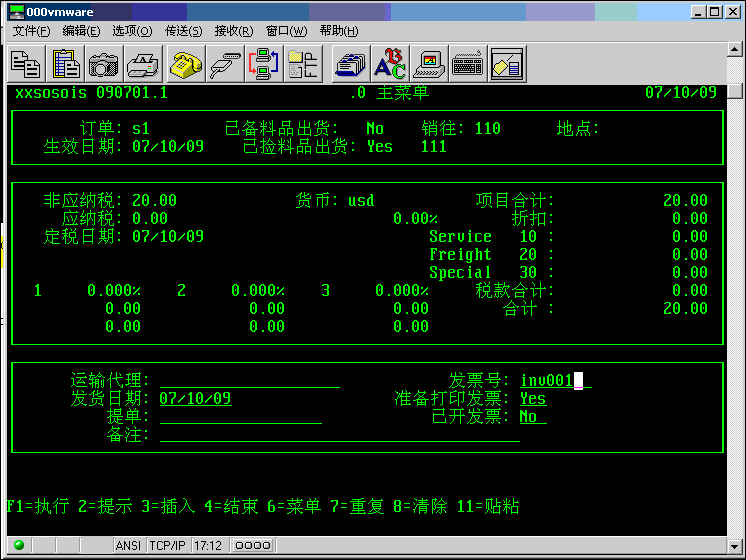 000vmware
文件(F) 编辑(E) 选项(O) 传送(S) 接收(R) 窗口(W) 帮助(H)
FTP
ABC
xxsosois 090701.1 .0 主菜单 07/10/09
订单: s1 已备料品出货: No 销往: 110 地点:
生效日期: 07/10/09 已捡料品出货: Yes 111
非应纳税: 20.00 货币: usd 项目合计: 20.00
应纳税: 0.00 0.00% 折扣: 0.00
定税日期: 07/10/09 Service 10 : 0.00
Freight 20 : 0.00
Special 30 : 0.00
1 0.000% 2 0.000% 3 0.000% 税款合计: 0.00
0.00 0.00 0.00 合计 : 20.00
0.00 0.00 0.00
运输代理: 发票号: inv001
发货日期: 07/10/09 准备打印发票: Yes
提单: 已开发票: No
备注:
F1=执行 2=提示 3=插入 4=结束 6=菜单 7=重复 8=清除 11=贴粘
ANSI TCP/IP 17:12